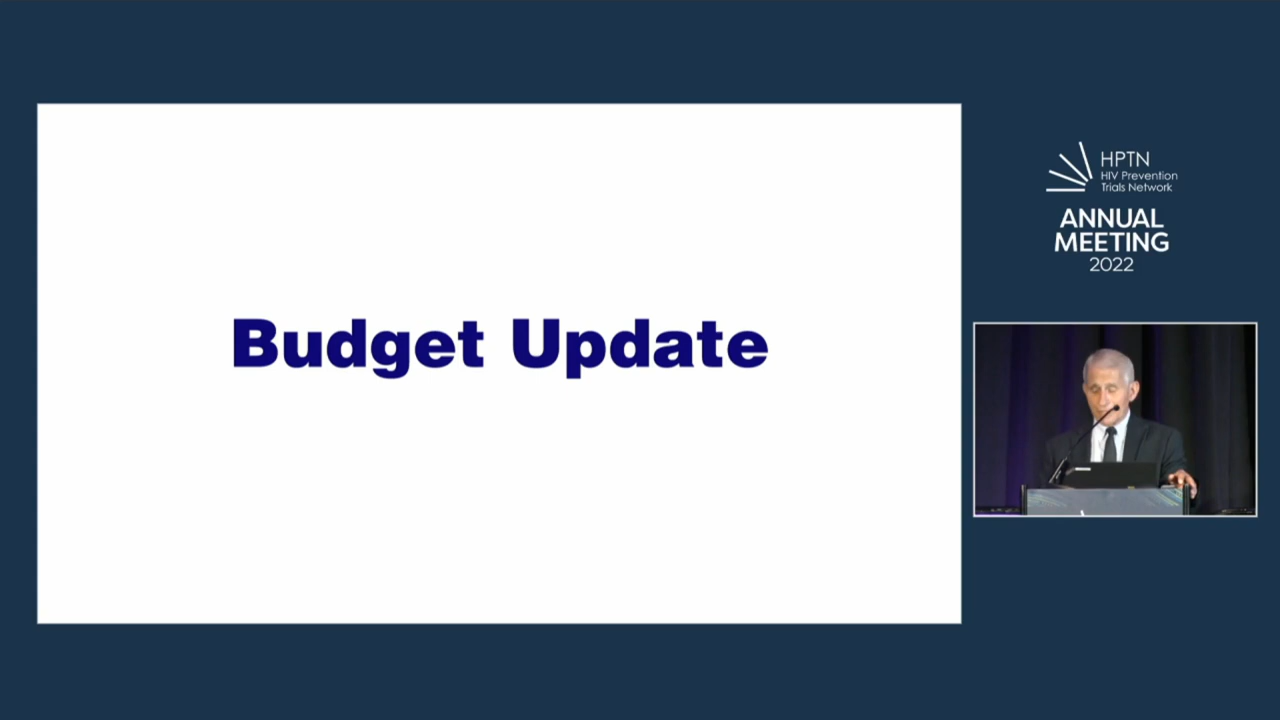 Budget Update
HPTN
HIV Prevention
Trials Network
ANNUAL
MEETING
2022